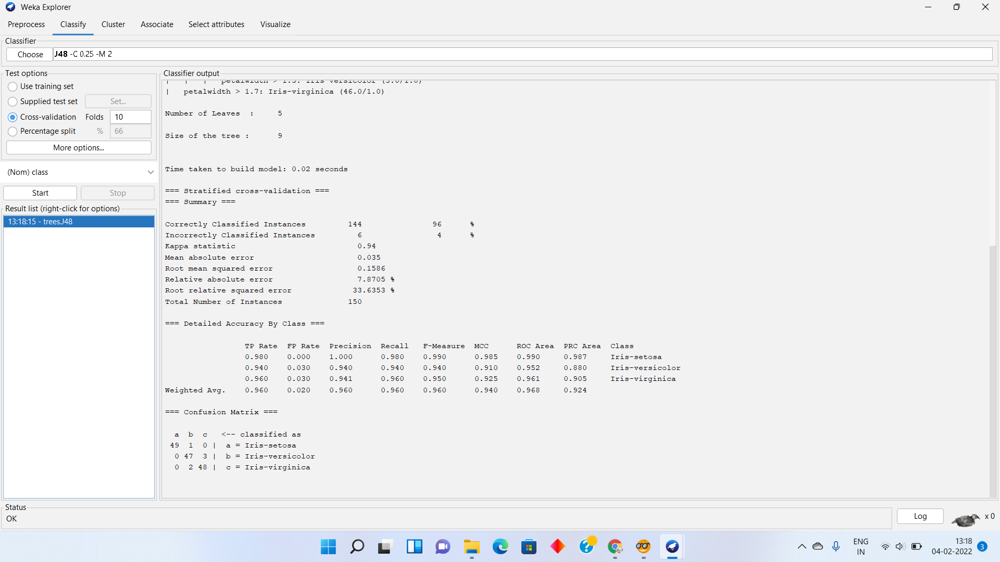 Weka Explorer
Preprocess Classify Cluster Associate Select attributes Visualize
Classifier
Choose J48 -C 0.25 -M 2
Test options
Use training set
Supplied test set Set...
Cross-validation Folds 10
Percentage split % 66
More options...
(Nom) class
Start Stop
Result list (right-click for options)
13:18:15 - trees.J48
Classifier output
| petalwidth > 1.7: Iris-virginica (46.0/1.0)
Number of Leaves : 5
Size of the tree : 9
Time taken to build model: 0.02 seconds
=== Stratified cross-validation ===
=== Summary ===
Correctly Classified Instances 144 96 %
Incorrectly Classified Instances 6 4 %
Kappa statistic 0.94
Mean absolute error 0.035
Root mean squared error 0.1586
Relative absolute error 7.8705 %
Root relative squared error 33.6353 %
Total Number of Instances 150
=== Detailed Accuracy By Class ===
TP Rate FP Rate Precision Recall F-Measure MCC ROC Area PRC Area Class
0.980 0.000 1.000 0.980 0.990 0.985 0.990 0.987 Iris-setosa
0.940 0.030 0.940 0.940 0.940 0.910 0.952 0.880 Iris-versicolor
0.960 0.030 0.941 0.960 0.950 0.925 0.961 0.905 Iris-virginica
Weighted Avg. 0.960 0.020 0.960 0.960 0.960 0.940 0.968 0.924
=== Confusion Matrix ===
a b c <-- classified as
49 1 0 | a = Iris-setosa
0 47 3 | b = Iris-versicolor
0 2 48 | c = Iris-virginica
Status
OK
Log x 0
ENG
IN
13:18
04-02-2022
3